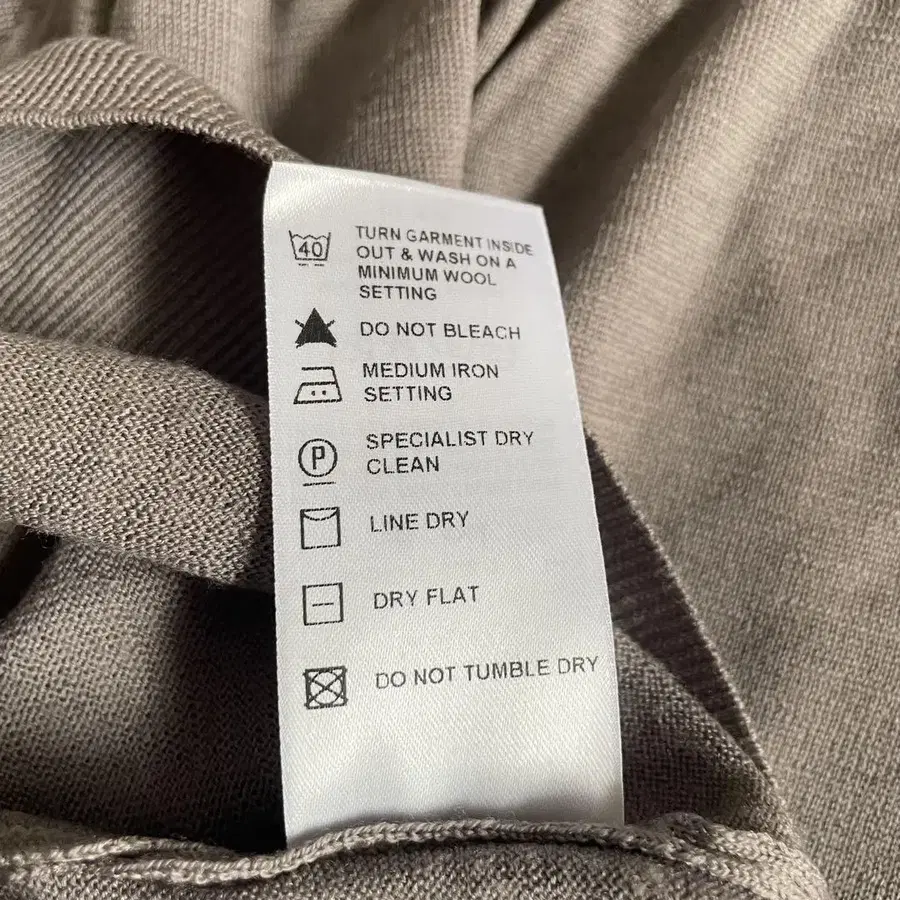 40
TURN GARMENT INSIDE
OUT & WASH ON A
MINIMUM WOOL
SETTING
DO NOT BLEACH
MEDIUM IRON
SETTING
P
SPECIALIST DRY
CLEAN
LINE DRY
DRY FLAT
DO NOT TUMBLE DRY